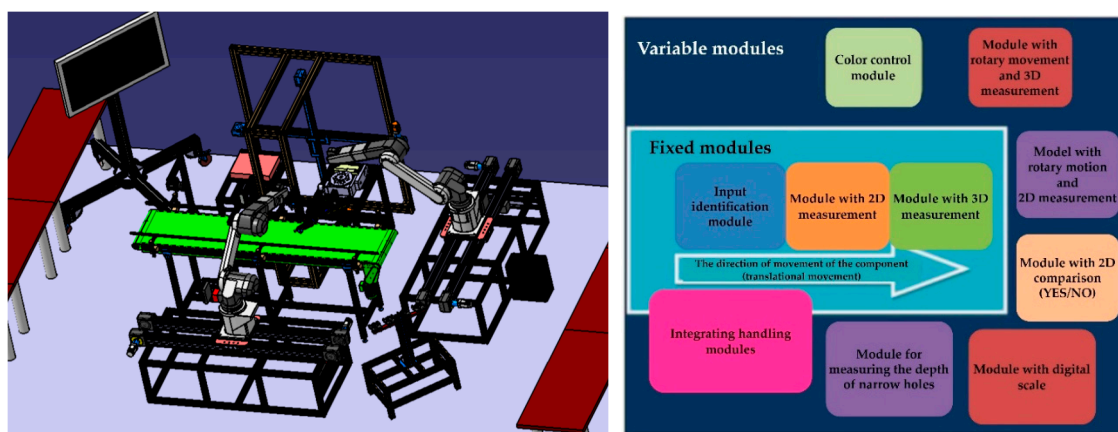 Variable modules
Color control
module
Module with
rotary movement
and 3D
measurement
Fixed modules
Input
identification
module
Module with 2D
measurement
Module with 3D
measurement
Model with
rotary motion
and
2D measurement
The direction of movement of the component
(translational movement)
Module with 2D
comparison
(YES/NO)
Integrating handling
modules
Module for
measuring the depth
of narrow holes
Module with digital
scale